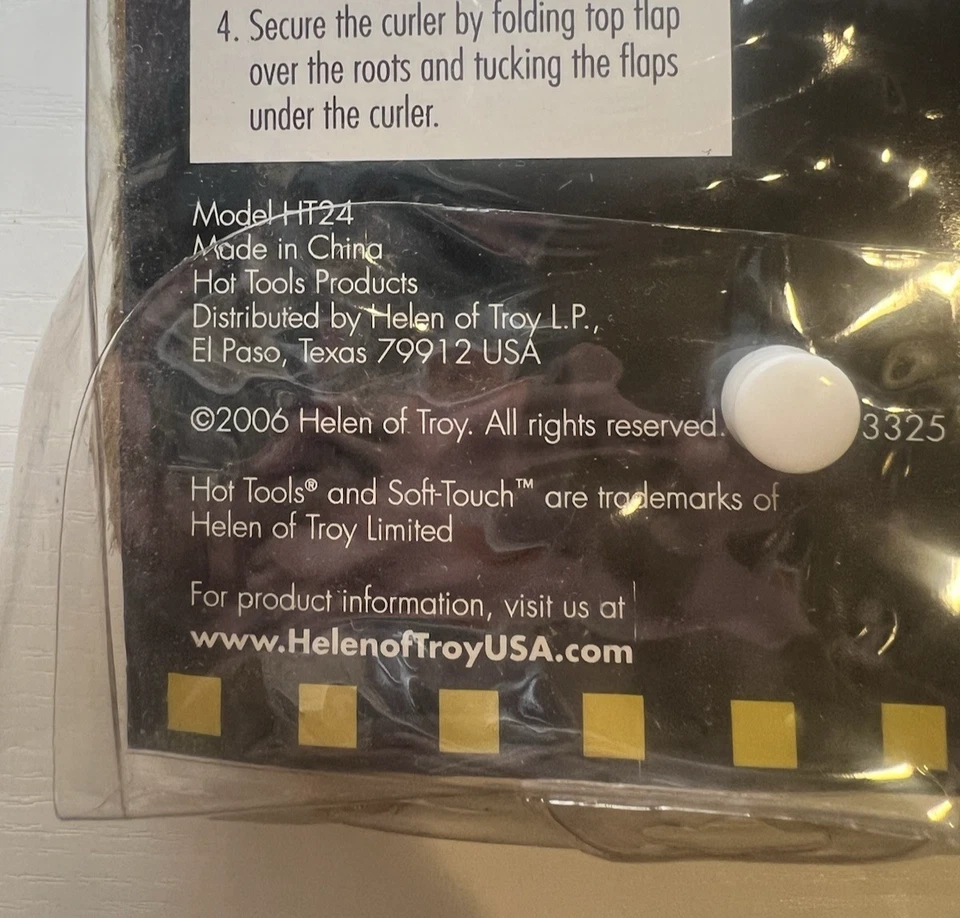 4. Secure the curler by folding top flap
over the roots and tucking the flaps
under the curler.
Model HT24
Made in China
Hot Tools Products
Distributed by Helen of Troy L.P.,
El Paso, Texas 79912 USA
©2006 Helen of Troy. All rights reserved. 3325
Hot Tools® and Soft-Touch™ are trademarks of
Helen of Troy Limited
For product information, visit us at
www.HelenofTroyUSA.com